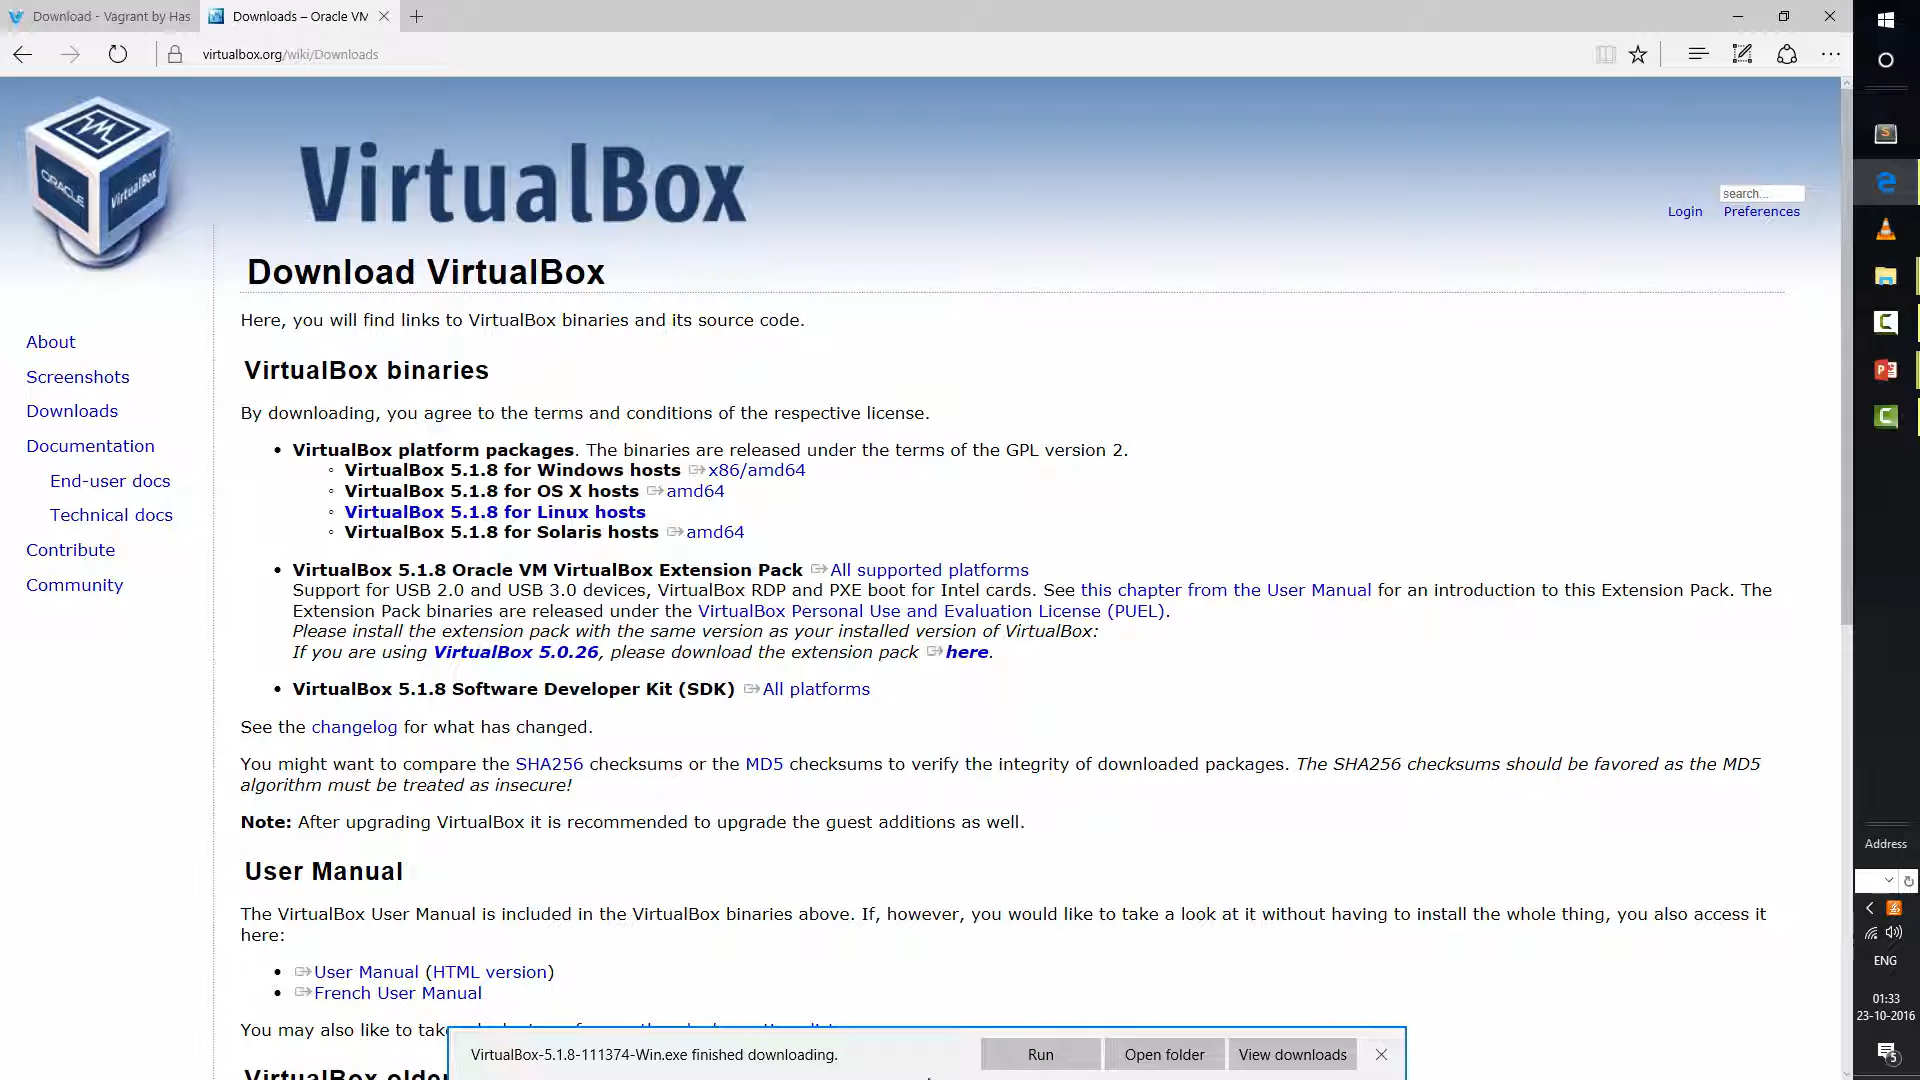 Download - Vagrant by Has
Downloads – Oracle VM
virtualbox.org/wiki/Downloads
ORACLE
VirtualBox
VirtualBox
search...
Login
Preferences
Download VirtualBox
Here, you will find links to VirtualBox binaries and its source code.
About
Screenshots
Downloads
Documentation
End-user docs
Technical docs
Contribute
Community
VirtualBox binaries
By downloading, you agree to the terms and conditions of the respective license.
VirtualBox platform packages. The binaries are released under the terms of the GPL version 2.
VirtualBox 5.1.8 for Windows hosts x86/amd64
VirtualBox 5.1.8 for OS X hosts amd64
VirtualBox 5.1.8 for Linux hosts
VirtualBox 5.1.8 for Solaris hosts amd64
VirtualBox 5.1.8 Oracle VM VirtualBox Extension Pack All supported platforms
Support for USB 2.0 and USB 3.0 devices, VirtualBox RDP and PXE boot for Intel cards. See this chapter from the User Manual for an introduction to this Extension Pack. The
Extension Pack binaries are released under the VirtualBox Personal Use and Evaluation License (PUEL).
Please install the extension pack with the same version as your installed version of VirtualBox:
If you are using VirtualBox 5.0.26, please download the extension pack here.
VirtualBox 5.1.8 Software Developer Kit (SDK) All platforms
See the changelog for what has changed.
You might want to compare the SHA256 checksums or the MD5 checksums to verify the integrity of downloaded packages. The SHA256 checksums should be favored as the MD5
algorithm must be treated as insecure!
Note: After upgrading VirtualBox it is recommended to upgrade the guest additions as well.
User Manual
The VirtualBox User Manual is included in the VirtualBox binaries above. If, however, you would like to take a look at it without having to install the whole thing, you also access it
here:
User Manual (HTML version)
French User Manual
You may also like to tak
VirtualBox older
VirtualBox-5.1.8-111374-Win.exe finished downloading.
Run
Open folder
View downloads
Address
ENG
01:33
23-10-2016
5